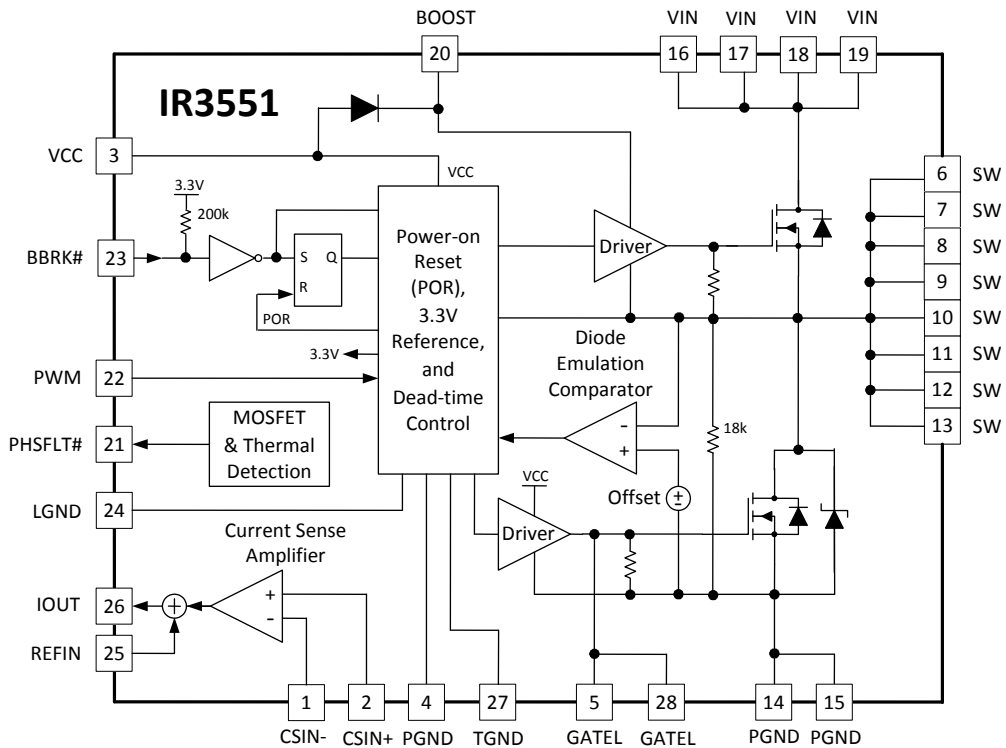 BOOST
VIN
VIN
VIN
VIN
20
16
17
18
19
IR3551
VCC
3
VCC
3.3V
200k
BBRK#
23
S
Q
R
POR
3.3V
Power-on
Reset
(POR),
3.3V
Reference,
and
Dead-time
Control
Driver
6
SW
7
SW
8
SW
9
SW
10
SW
11
SW
12
SW
13
SW
PWM
22
Diode
Emulation
Comparator
-
+
18k
PHSFLT#
21
MOSFET
& Thermal
Detection
LGND
24
VCC
Driver
Offset
+
-
Current Sense
Amplifier
+
-
IOUT
26
+
REFIN
25
1
2
4
27
5
28
14
15
CSIN-
CSIN+
PGND
TGND
GATEL
GATEL
PGND
PGND